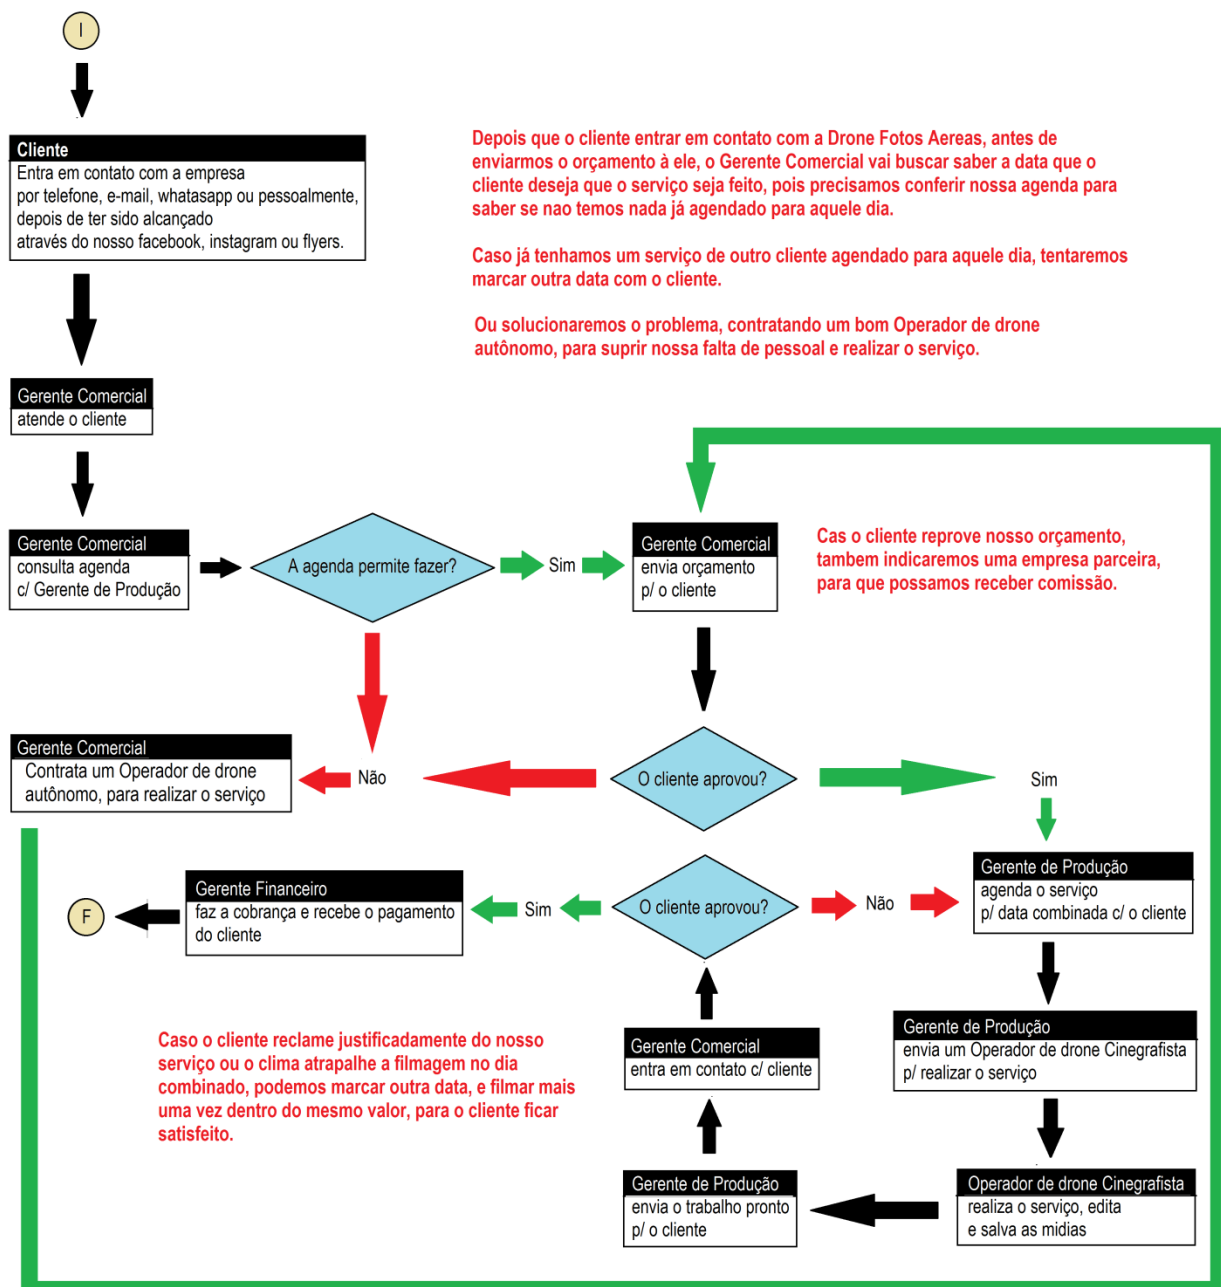 I
Cliente
Entra em contato com a empresa
por telefone, e-mail, whatasapp ou pessoalmente,
depois de ter sido alcançado
através do nosso facebook, instagram ou flyers.
Depois que o cliente entrar em contato com a Drone Fotos Aereas, antes de
enviarmos o orçamento à ele, o Gerente Comercial vai buscar saber a data que o
cliente deseja que o serviço seja feito, pois precisamos conferir nossa agenda para
saber se nao temos nada já agendado para aquele dia.
Caso já tenhamos um serviço de outro cliente agendado para aquele dia, tentaremos
marcar outra data com o cliente.
Ou solucionaremos o problema, contratando um bom Operador de drone
autônomo, para suprir nossa falta de pessoal e realizar o serviço.
Gerente Comercial
atende o cliente
Gerente Comercial
consulta agenda
c/ Gerente de Produção
A agenda permite fazer?
Sim
Gerente Comercial
envia orçamento
p/ o cliente
Cas o cliente reprove nosso orçamento,
tambem indicaremos uma empresa parceira,
para que possamos receber comissão.
Gerente Comercial
Contrata um Operador de drone
autônomo, para realizar o serviço
Não
O cliente aprovou?
Sim
F
Gerente Financeiro
faz a cobrança e recebe o pagamento
do cliente
Sim
O cliente aprovou?
Não
Gerente de Produção
agenda o serviço
p/ data combinada c/ o cliente
Gerente de Produção
envia um Operador de drone Cinegrafista
p/ realizar o serviço
Caso o cliente reclame justificadamente do nosso
serviço ou o clima atrapalhe a filmagem no dia
combinado, podemos marcar outra data, e filmar mais
uma vez dentro do mesmo valor, para o cliente ficar
satisfeito.
Gerente Comercial
entra em contato c/ cliente
Gerente de Produção
envia o trabalho pronto
p/ o cliente
Operador de drone Cinegrafista
realiza o serviço, edita
e salva as midias